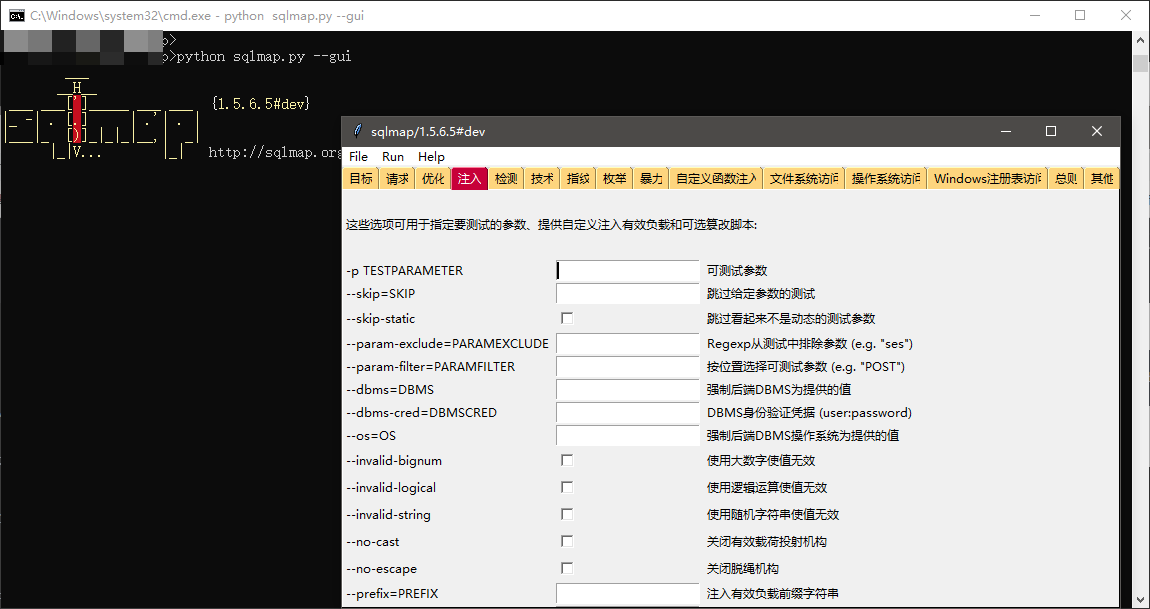 C:\Windows\system32\cmd.exe - python  sqlmap.py --gui
>
>python sqlmap.py --gui
{1.5.6.5#dev}
V...
http://sqlmap.org
sqlmap/1.5.6.5#dev
File Run Help
目标 请求 优化 注入 检测 技术 指纹 枚举 暴力 自定义函数注入 文件系统访问 操作系统访问 Windows注册表访问 总则 其他
这些选项可用于指定要测试的参数、提供自定义注入有效负载和可选篡改脚本:
-p TESTPARAMETER 可测试参数
--skip=SKIP 跳过给定参数的测试
--skip-static 跳过看起来不是动态的测试参数
--param-exclude=PARAMEXCLUDE Regexp从测试中排除参数 (e.g. "ses")
--param-filter=PARAMFILTER 按位置选择可测试参数 (e.g. "POST")
--dbms=DBMS 强制后端DBMS为提供的值
--dbms-cred=DBMSCRED DBMS身份验证凭据 (user:password)
--os=OS 强制后端DBMS操作系统为提供的值
--invalid-bignum 使用大数字使值无效
--invalid-logical 使用逻辑运算使值无效
--invalid-string 使用随机字符串使值无效
--no-cast 关闭有效载荷投射机构
--no-escape 关闭脱绳机构
--prefix=PREFIX 注入有效负载前缀字符串